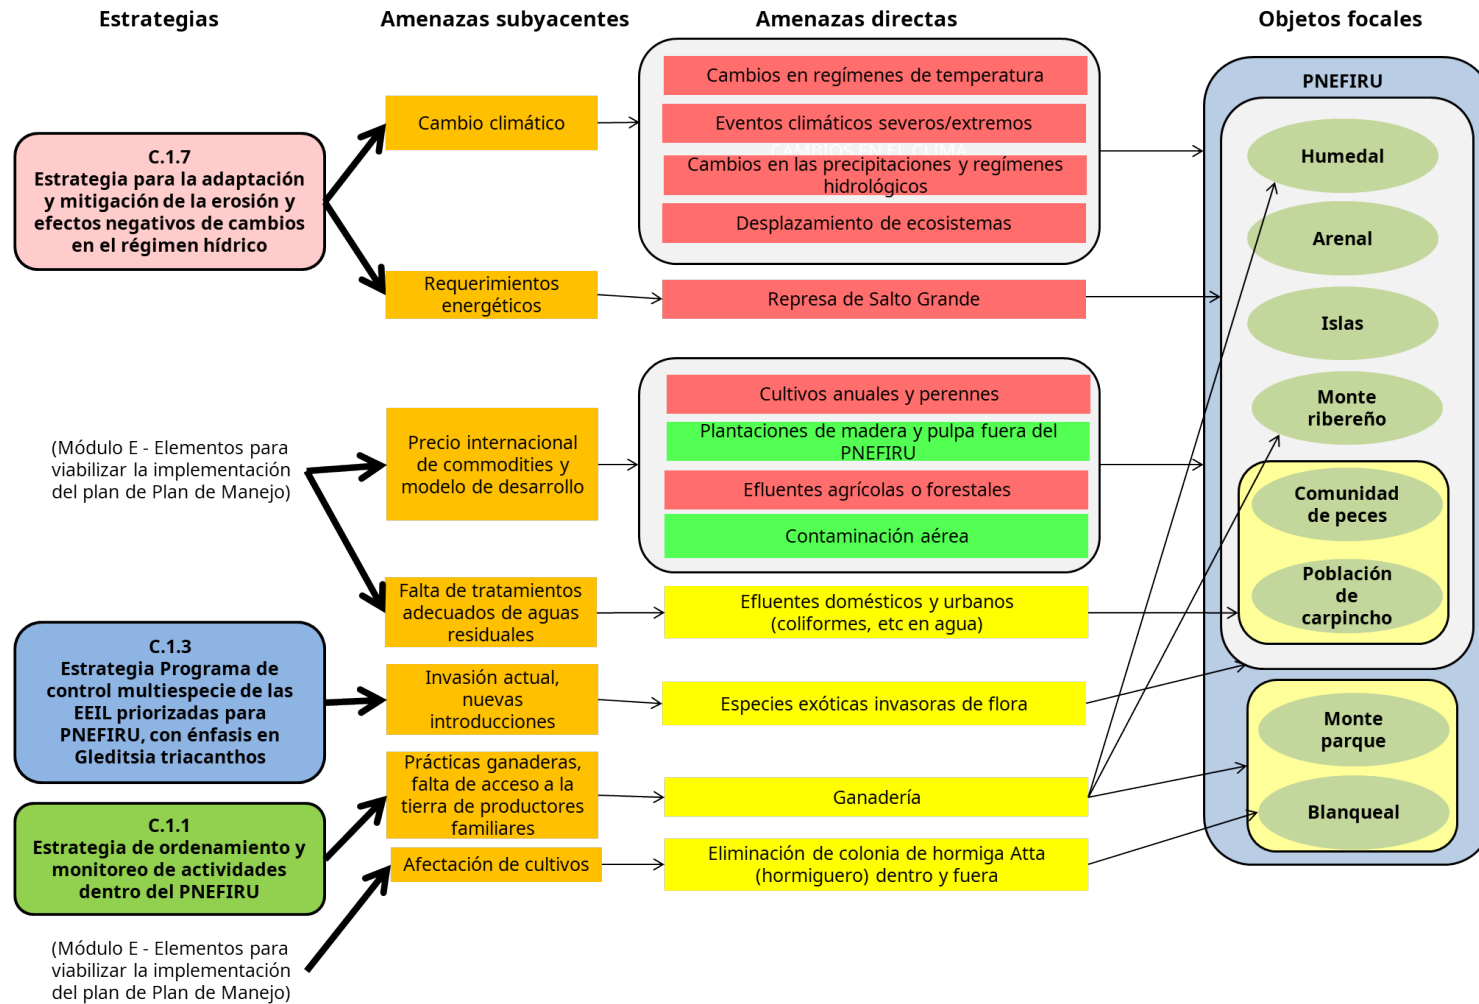 Estrategias
Amenazas subyacentes
Amenazas directas
Objetos focales
C.1.7
Estrategia para la adaptación
y mitigación de la erosión y
efectos negativos de cambios
en el régimen hídrico
(Módulo E - Elementos para
viabilizar la implementación
del plan de Plan de Manejo)
C.1.3
Estrategia Programa de
control multiespecie de las
EEIL priorizadas para
PNEFIRU, con énfasis en
Gleditsia triacanthos
C.1.1
Estrategia de ordenamiento y
monitoreo de actividades
dentro del PNEFIRU
(Módulo E - Elementos para
viabilizar la implementación
del plan de Plan de Manejo)
Cambio climático
Requerimientos
energéticos
Precio internacional
de commodities y
modelo de desarrollo
Falta de tratamientos
adecuados de aguas
residuales
Invasión actual,
nuevas
introducciones
Prácticas ganaderas,
falta de acceso a la
tierra de productores
familiares
Afectación de cultivos
Cambios en regímenes de temperatura
Eventos climáticos severos/extremos
CAMBIOS EN EL CLIMA
Cambios en las precipitaciones y regímenes
hidrológicos
Desplazamiento de ecosistemas
Represa de Salto Grande
Cultivos anuales y perennes
Plantaciones de madera y pulpa fuera del
PNEFIRU
Efluentes agrícolas o forestales
Contaminación aérea
Efluentes domésticos y urbanos
(coliformes, etc en agua)
Especies exóticas invasoras de flora
Ganadería
Eliminación de colonia de hormiga Atta
(hormiguero) dentro y fuera
PNEFIRU
Humedal
Arenal
Islas
Monte
ribereño
Comunidad
de peces
Población
de
carpincho
Monte
parque
Blanqueal